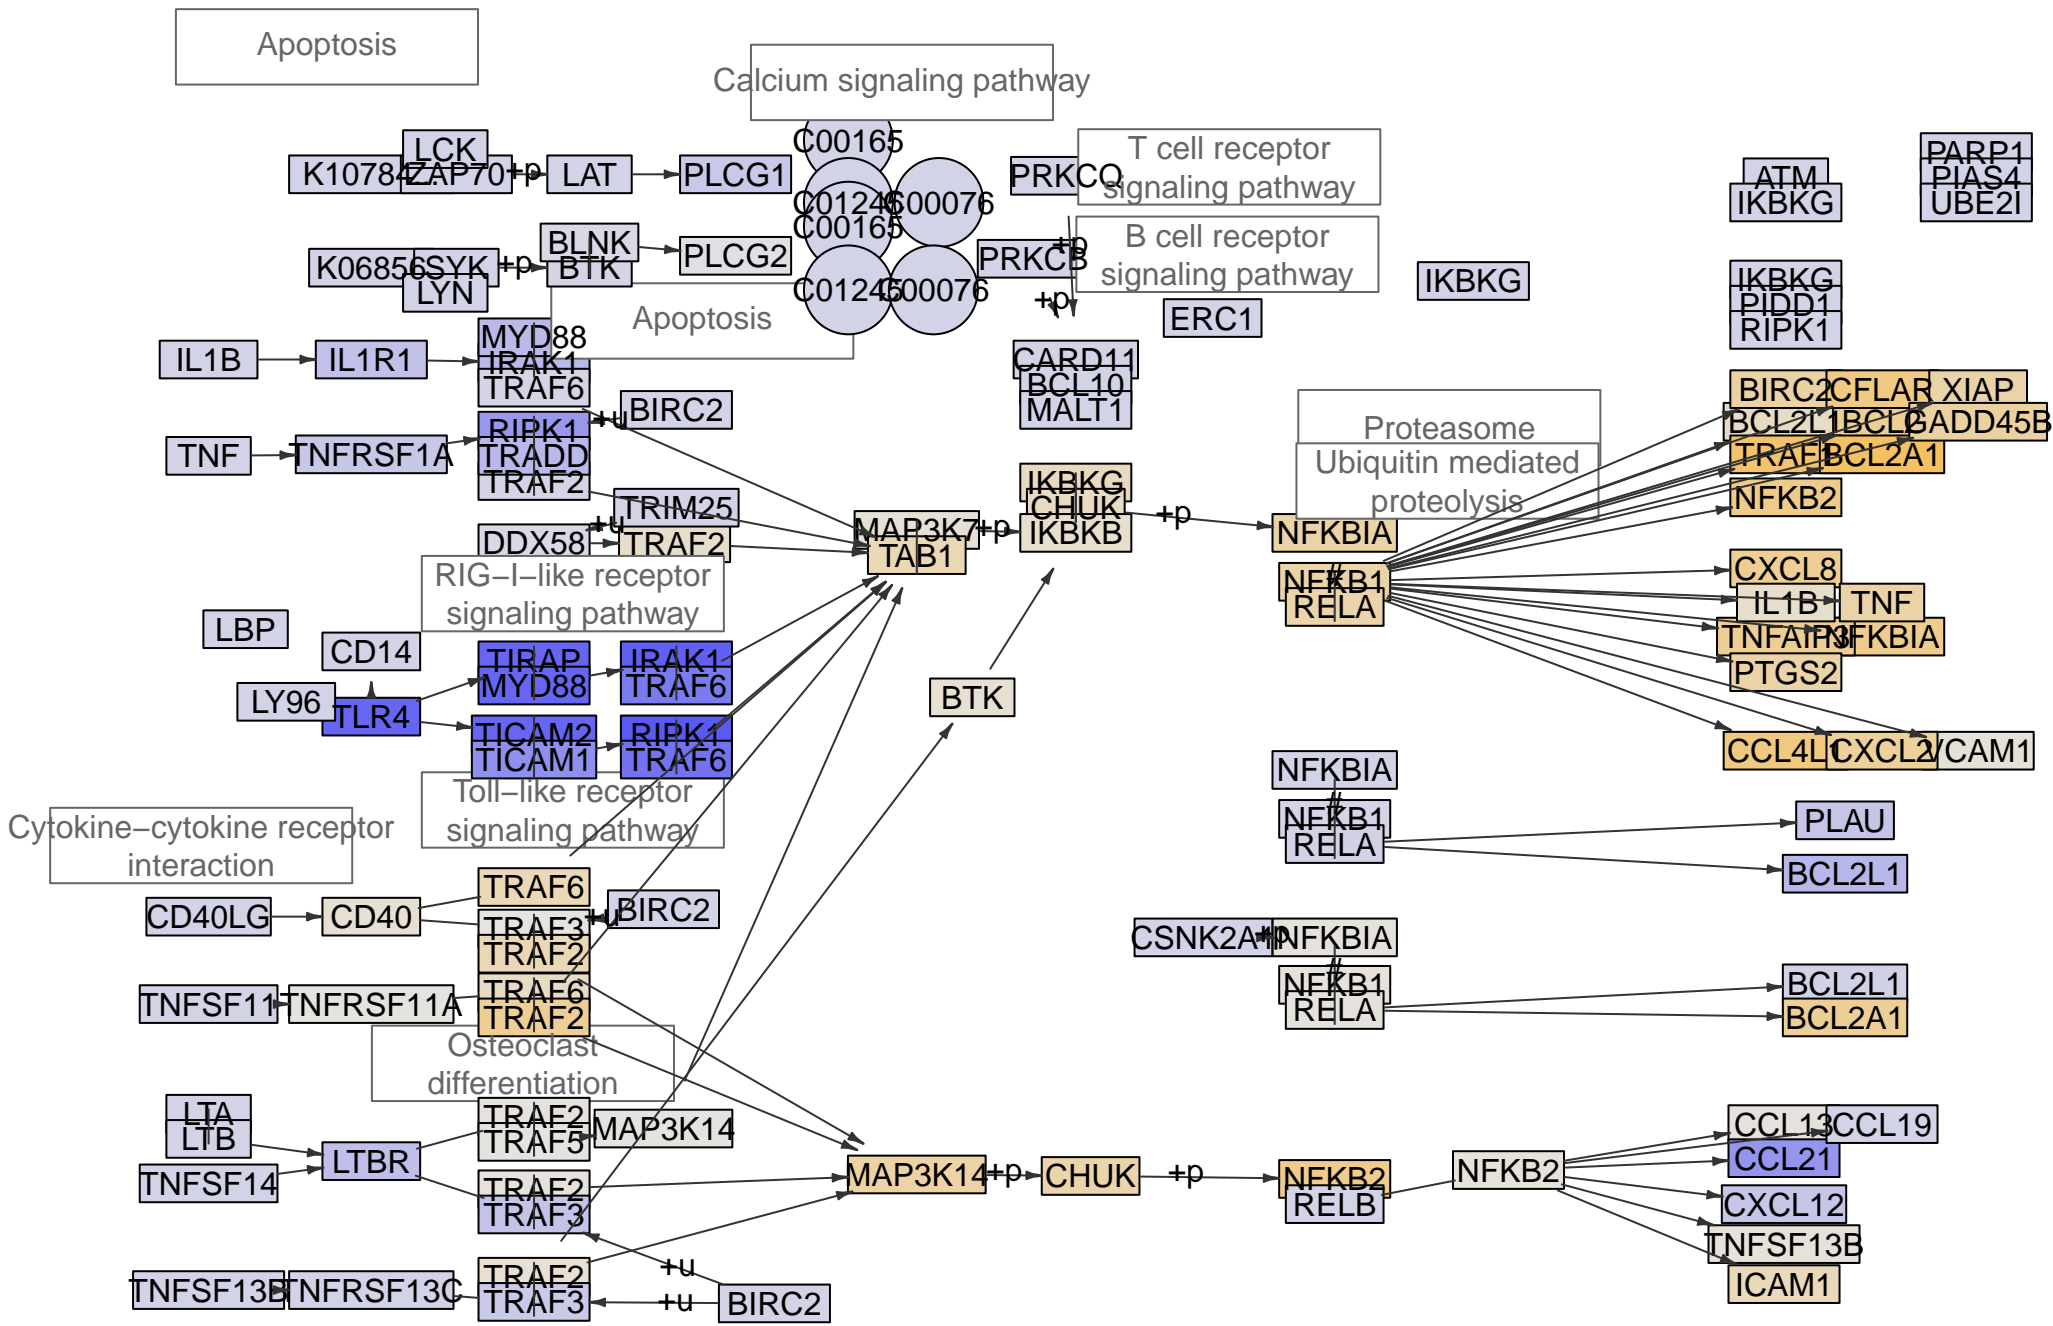 Apoptosis
Calcium signaling pathway
T cell receptor
signaling pathway
B cell receptor
signaling pathway
LCK
K10784
ZAP70
+p
LAT
PLCG1
C00165
C01246
C00076
C00165
C01245
C00076
PRKCQ
ATM
IKBKG
PARP1
PIAS4
UBE2I
K06856
SYK
LYN
+p
BLNK
BTK
PLCG2
PRKCB
+p
+p
ERC1
IKBKG
IKBKG
PIDD1
RIPK1
Apoptosis
IL1B
IL1R1
MYD88
IRAK1
TRAF6
CARD11
BCL10
MALT1
TNF
TNFRSF1A
RIPK1
TRADD
TRAF2
+u
BIRC2
Proteasome
Ubiquitin mediated
proteolysis
BIRC2
CFLAR
XIAP
BCL2L1
BCL2
GADD45B
TRAF1
BCL2A1
NFKB2
DDX58
+u
TRIM25
TRAF2
MAP3K7
TAB1
+p
IKBKG
CHUK
IKBKB
+p
NFKBIA
NFKB1
RELA
CXCL8
IL1B
TNF
TNFAIP3
NFKBIA
PTGS2
CCL4L1
CXCL2
VCAM1
RIG−I−like receptor
signaling pathway
LBP
CD14
LY96
TLR4
TIRAP
MYD88
IRAK1
TRAF6
TICAM2
TICAM1
RIPK1
TRAF6
BTK
Toll−like receptor
signaling pathway
Cytokine−cytokine receptor
interaction
NFKBIA
NFKB1
RELA
PLAU
BCL2L1
CD40LG
CD40
TRAF6
TRAF3
TRAF2
+u
BIRC2
CSNK2A1
+p
NFKBIA
NFKB1
RELA
BCL2L1
BCL2A1
TNFSF11
TNFRSF11A
TRAF6
TRAF2
Osteoclast
differentiation
LTA
LTB
TNFSF14
LTBR
TRAF2
TRAF5
MAP3K14
TRAF2
TRAF3
MAP3K14
+p
CHUK
+p
NFKB2
RELB
NFKB2
CCL13
CCL19
CCL21
CXCL12
TNFSF13B
ICAM1
TNFSF13B
TNFRSF13C
TRAF2
TRAF3
+u
+u
BIRC2